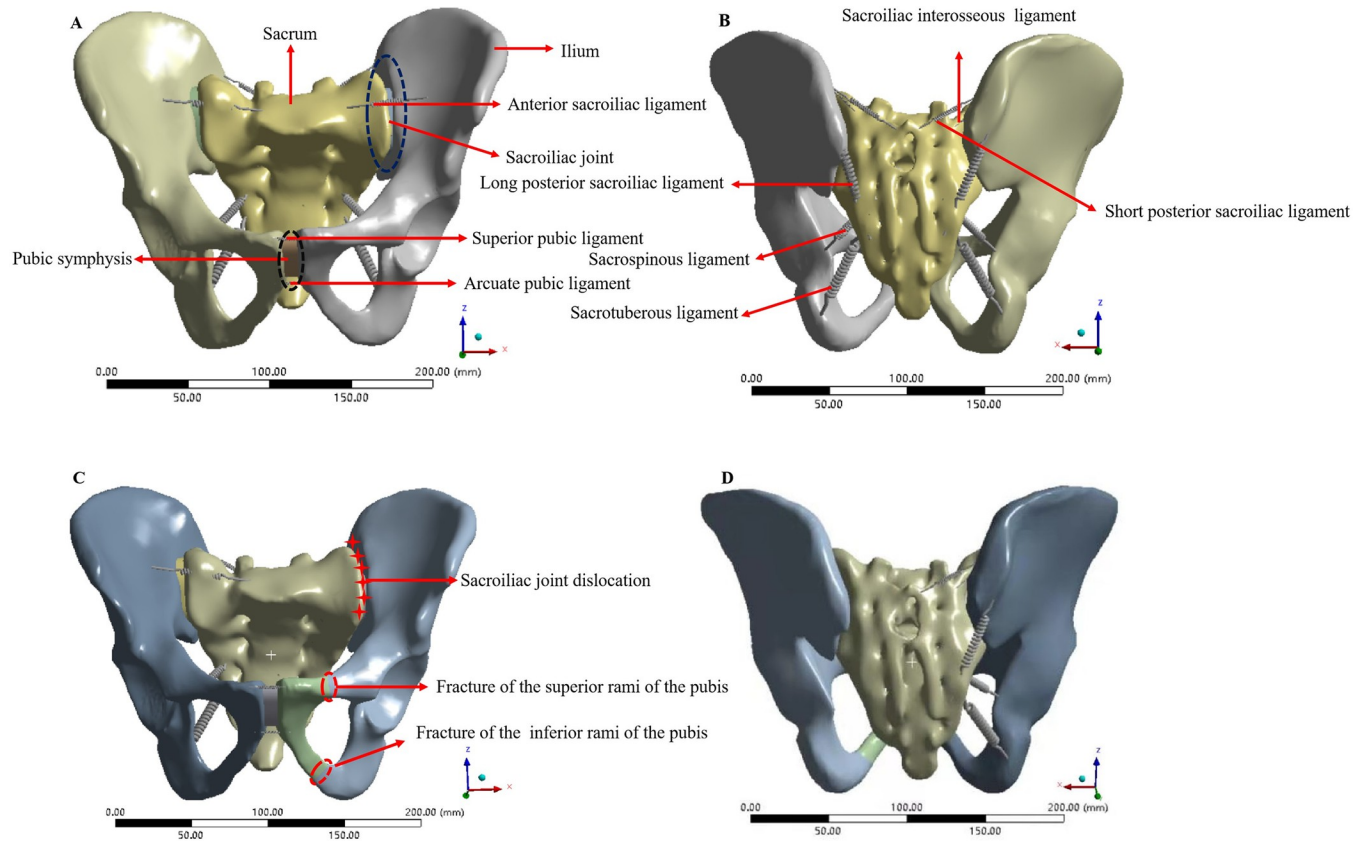 A
Sacrum
Ilium
Anterior sacroiliac ligament
Sacroiliac joint
Superior pubic ligament
Pubic symphysis
Arcuate pubic ligament
z
x
0.00 100.00 200.00 (mm)
50.00 150.00
B
Sacroiliac interosseous ligament
Long posterior sacroiliac ligament
Short posterior sacroiliac ligament
Sacrospinous ligament
Sacrotuberous ligament
z
x
0.00 100.00 200.00 (mm)
50.00 150.00
C
Sacroiliac joint dislocation
Fracture of the superior rami of the pubis
Fracture of the inferior rami of the pubis
z
x
0.00 100.00 200.00 (mm)
50.00 150.00
D
z
x
0.00 100.00 200.00 (mm)
50.00 150.00